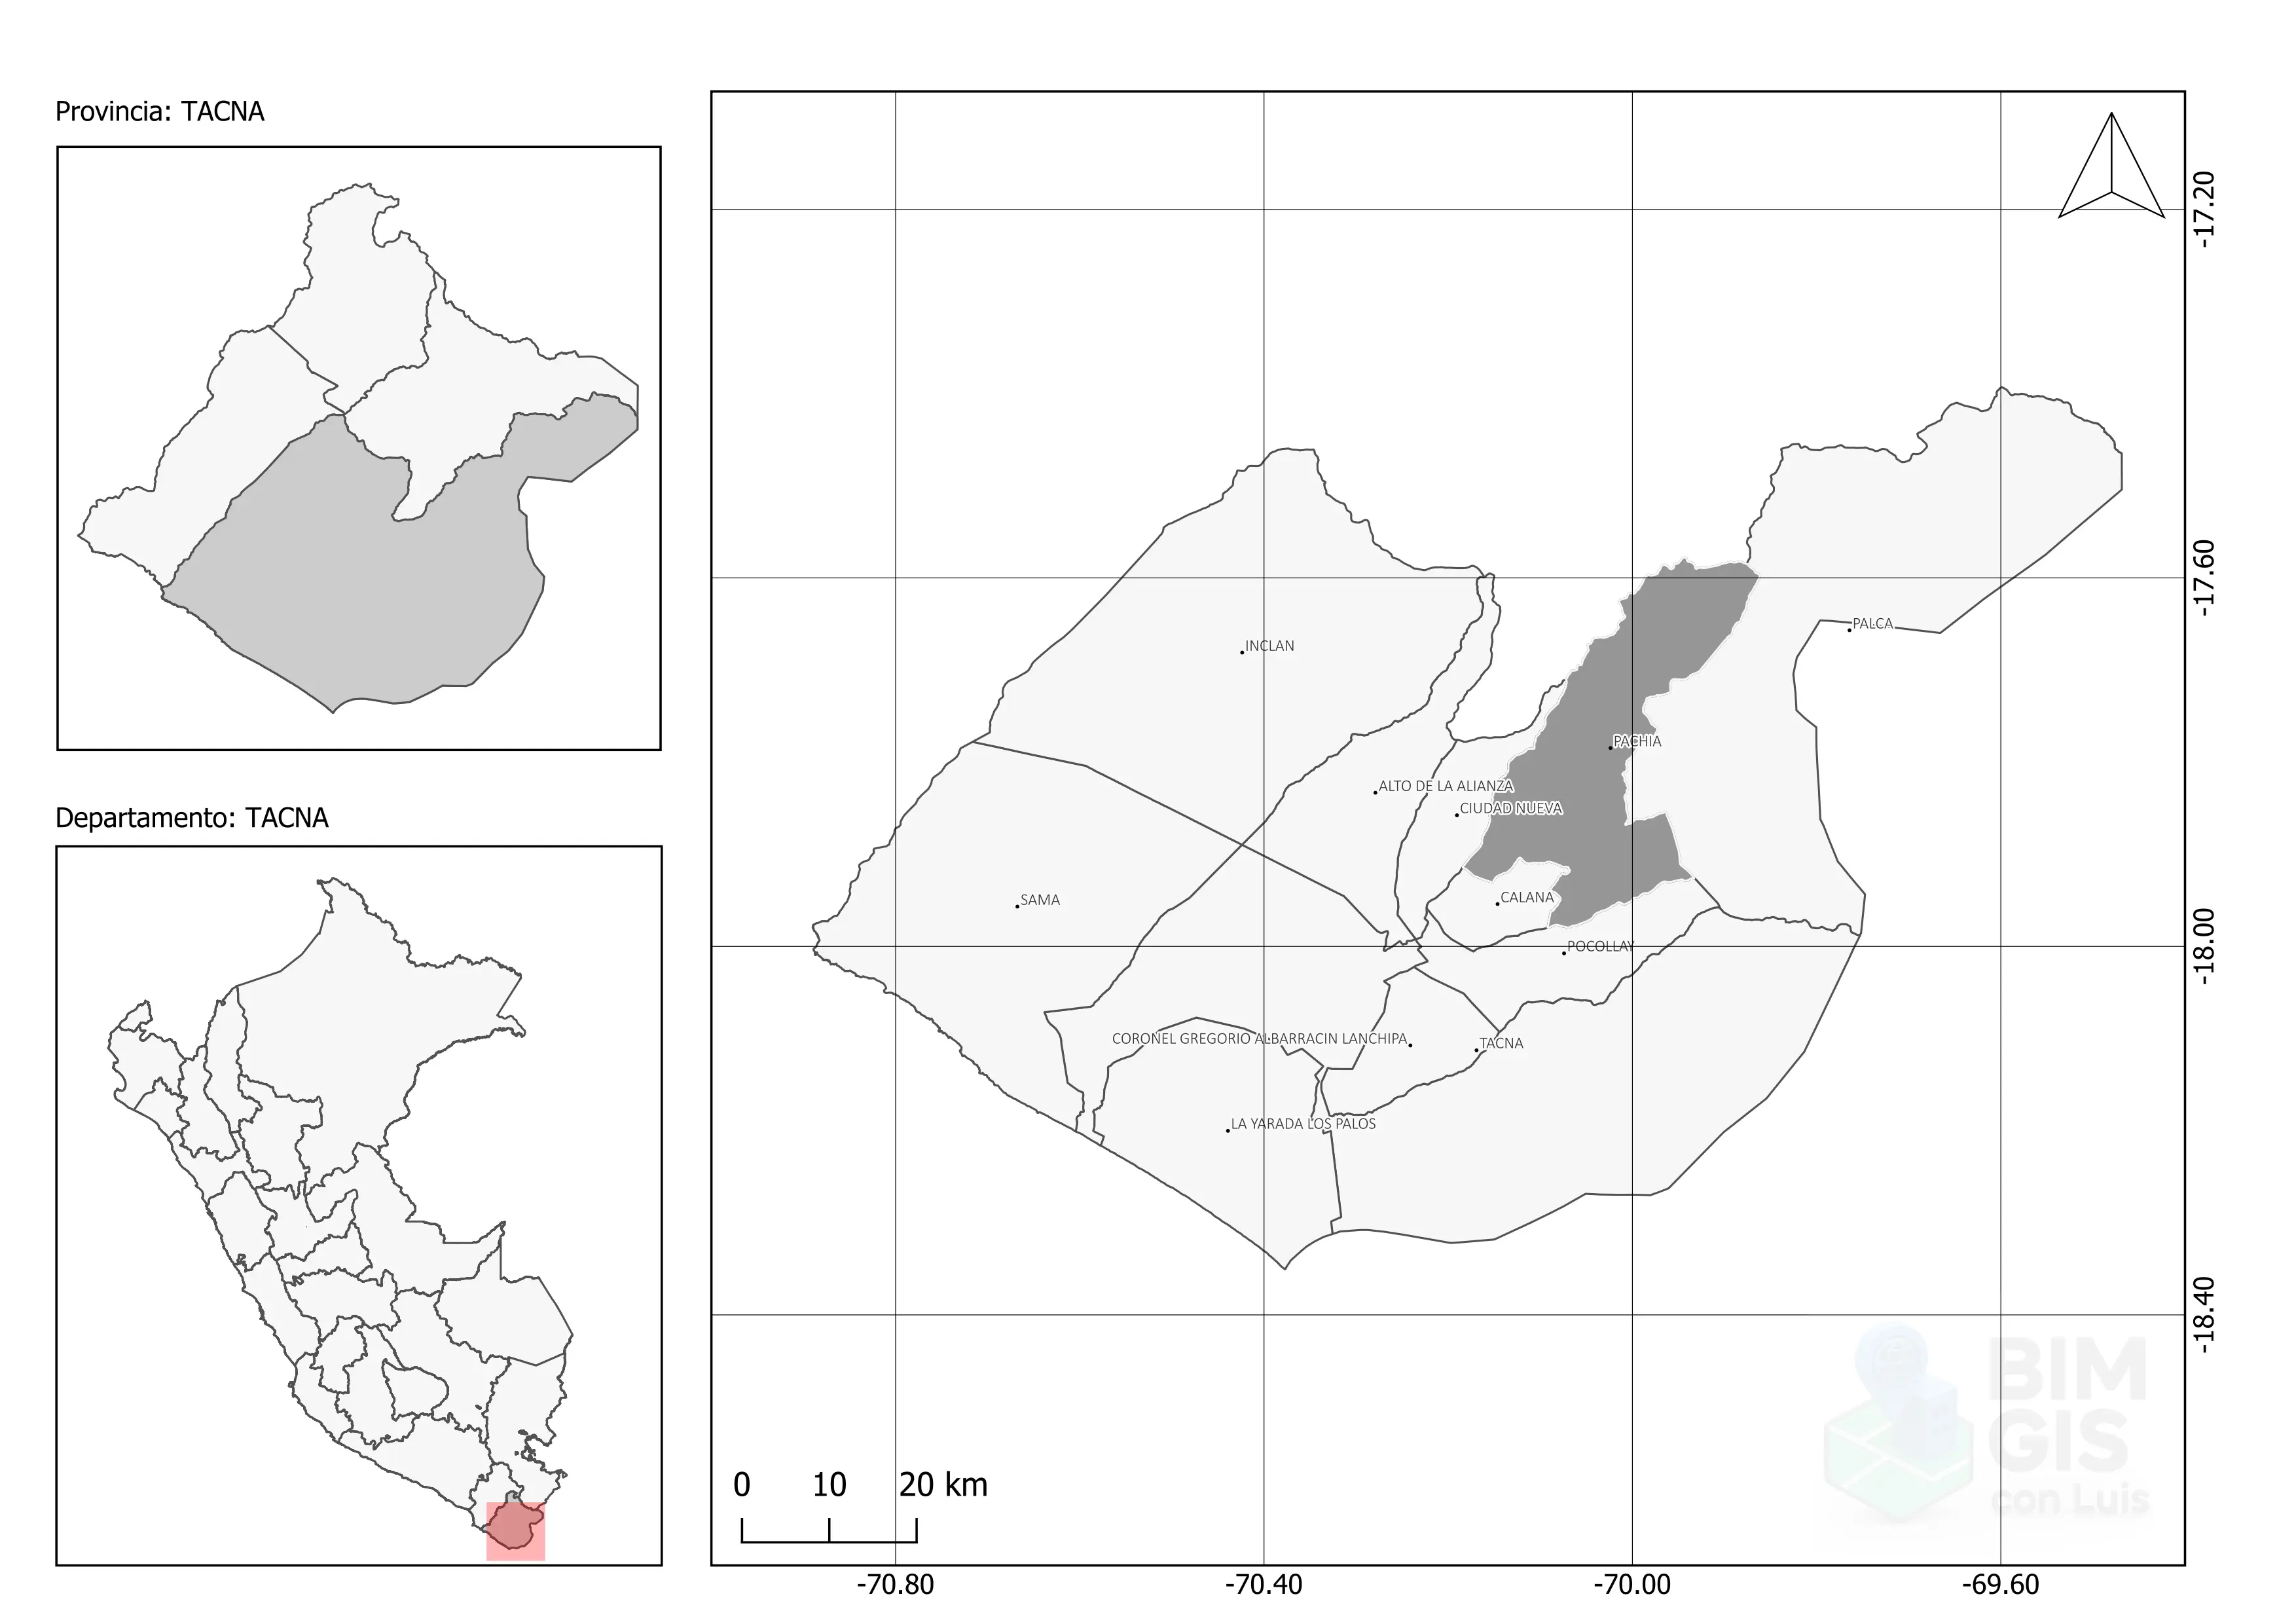 Provincia: TACNA
Departamento: TACNA
-17.20
-17.60
-18.00
-18.40
PALCA
INCLAN
PACHIA
ALTO DE LA ALIANZA
CIUDAD NUEVA
CALANA
SAMA
POCOLLAY
CORONEL GREGORIO ALBARRACIN LANCHIPA
TACNA
LA YARADA LOS PALOS
BIM
GIS
con Luis
0 10 20 km
-70.80 -70.40 -70.00 -69.60